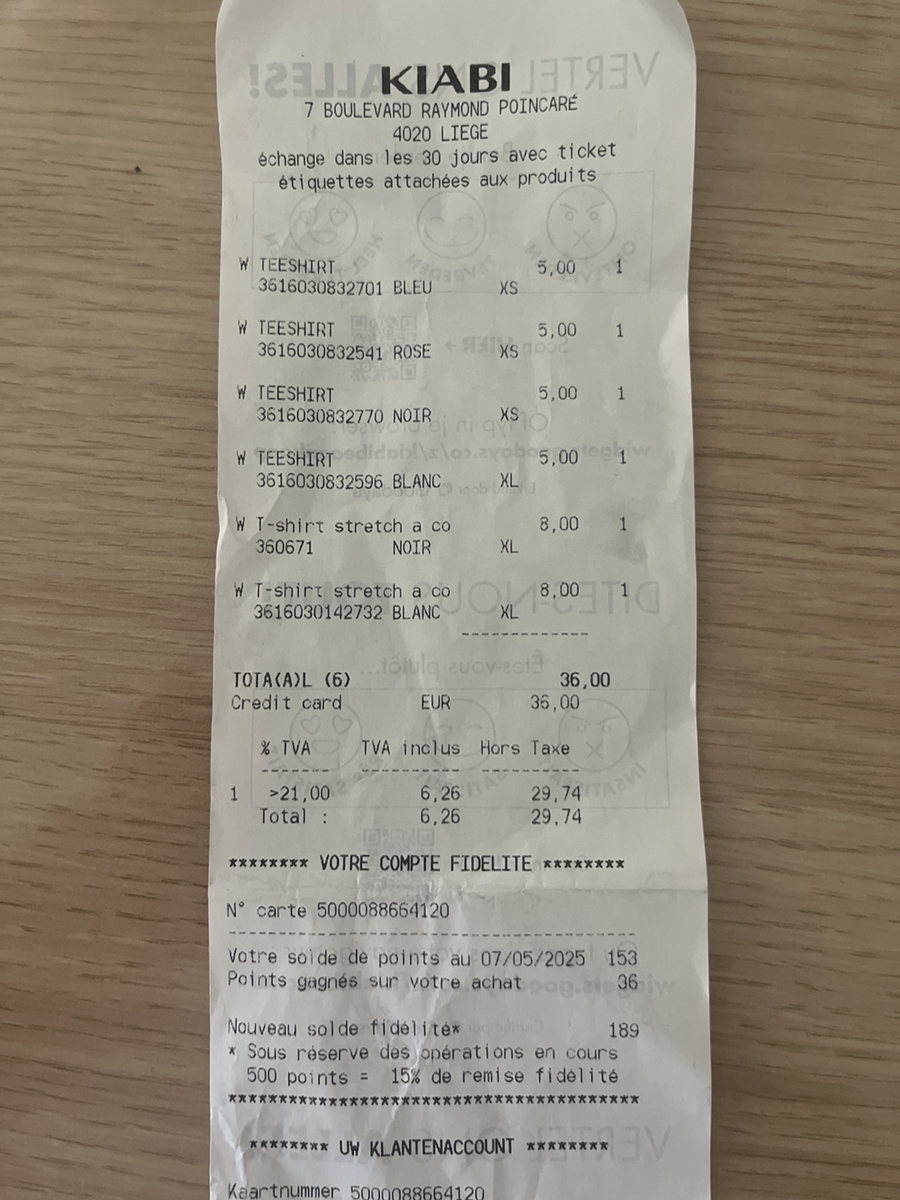 KIABI
7 BOULEVARD RAYMOND POINCARÉ
4020 LIEGE
échange dans les 30 jours avec ticket
étiquettes attachées aux produits
W TEESHIRT 5,00 1
3616030832701 BLEU XS
W TEESHIRT 5,00 1
3616030832541 ROSE XS
W TEESHIRT 5,00 1
3616030832770 NOIR XS
W TEESHIRT 5,00 1
3616030832596 BLANC XL
W T-shirt stretch a co 8,00 1
360671 NOIR XL
W T-shirt stretch a co 8,00 1
3616030142732 BLANC XL
-------------
TOTA(A)L (6) 36,00
Credit card EUR 36,00
% TVA TVA inclus Hors Taxe
------- ---------- ----------
1 >21,00 6,26 29,74
Total : 6,26 29,74
******** VOTRE COMPTE FIDELITE ********
N° carte 5000088664120
-----------------------------------------
Votre solde de points au 07/05/2025 153
Points gagnés sur votre achat 36
Nouveau solde fidélité* 189
* Sous réserve des opérations en cours
500 points = 15% de remise fidélité
*****************************************
******** UW KLANTENACCOUNT ********
Kaartnummer 5000088664120